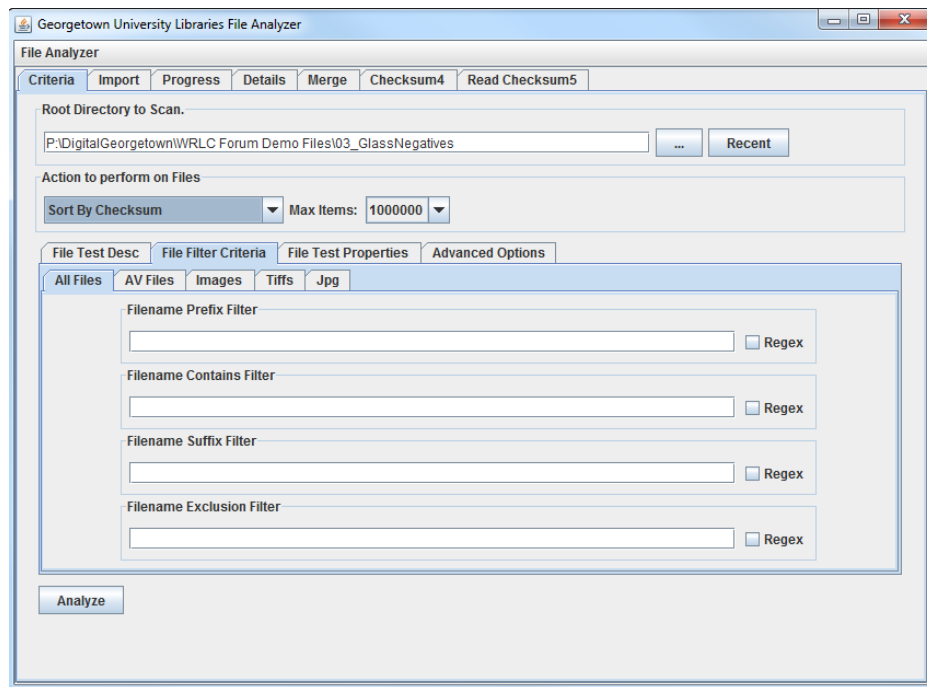 Georgetown University Libraries File Analyzer
File Analyzer
Criteria Import Progress Details Merge Checksum4 Read Checksum5
Root Directory to Scan.
P:\DigitalGeorgetown\WRLC Forum Demo Files\03_GlassNegatives ... Recent
Action to perform on Files
Sort By Checksum Max Items: 1000000
File Test Desc File Filter Criteria File Test Properties Advanced Options
All Files AV Files Images Tiffs Jpg
Filename Prefix Filter
Regex
Filename Contains Filter
Regex
Filename Suffix Filter
Regex
Filename Exclusion Filter
Regex
Analyze